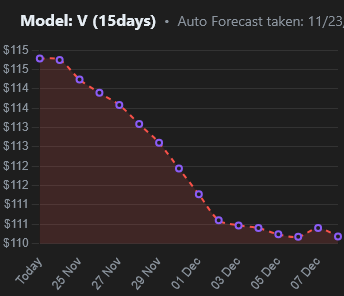 Model: V (15days) • Auto Forecast taken: 11/23,
$115
$115
$114
$114
$113
$113
$112
$112
$111
$111
$110
Today
25 Nov
27 Nov
29 Nov
01 Dec
03 Dec
05 Dec
07 Dec